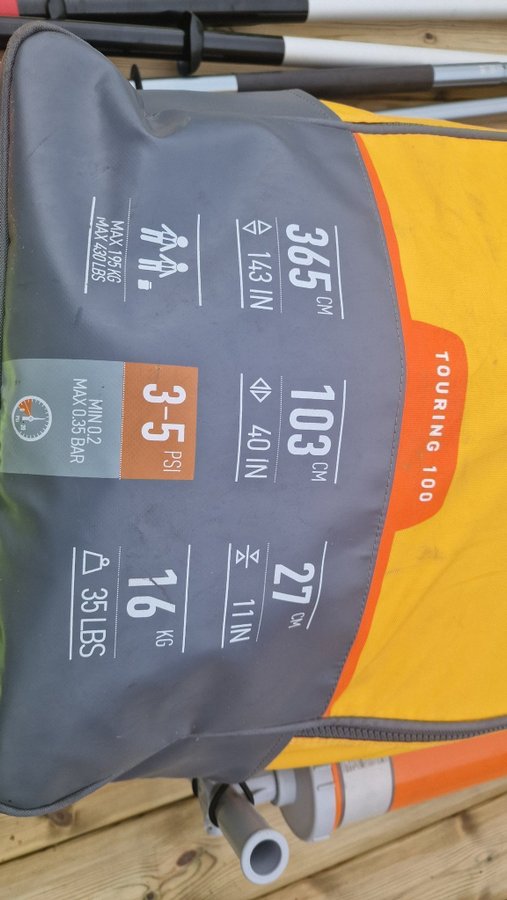 TOURING 100
365 CM
143 IN
103 CM
40 IN
27 CM
11 IN
MAX 195 KG
MAX 430 LBS
3-5 PSI
MIN 0.2
MAX 0.35 BAR
16 KG
35 LBS